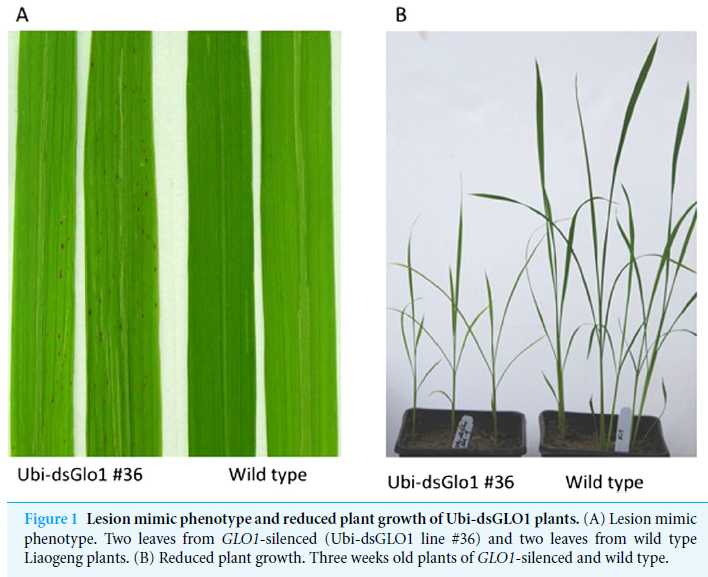 A
B
Ubi-dsGlo1 #36
Wild type
Ubi-dsGlo1 #36
Wild type
Figure 1 Lesion mimic phenotype and reduced plant growth of Ubi-dsGLO1 plants. (A) Lesion mimic
phenotype. Two leaves from GLO1-silenced (Ubi-dsGLO1 line #36) and two leaves from wild type
Liaogeng plants. (B) Reduced plant growth. Three weeks old plants of GLO1-silenced and wild type.